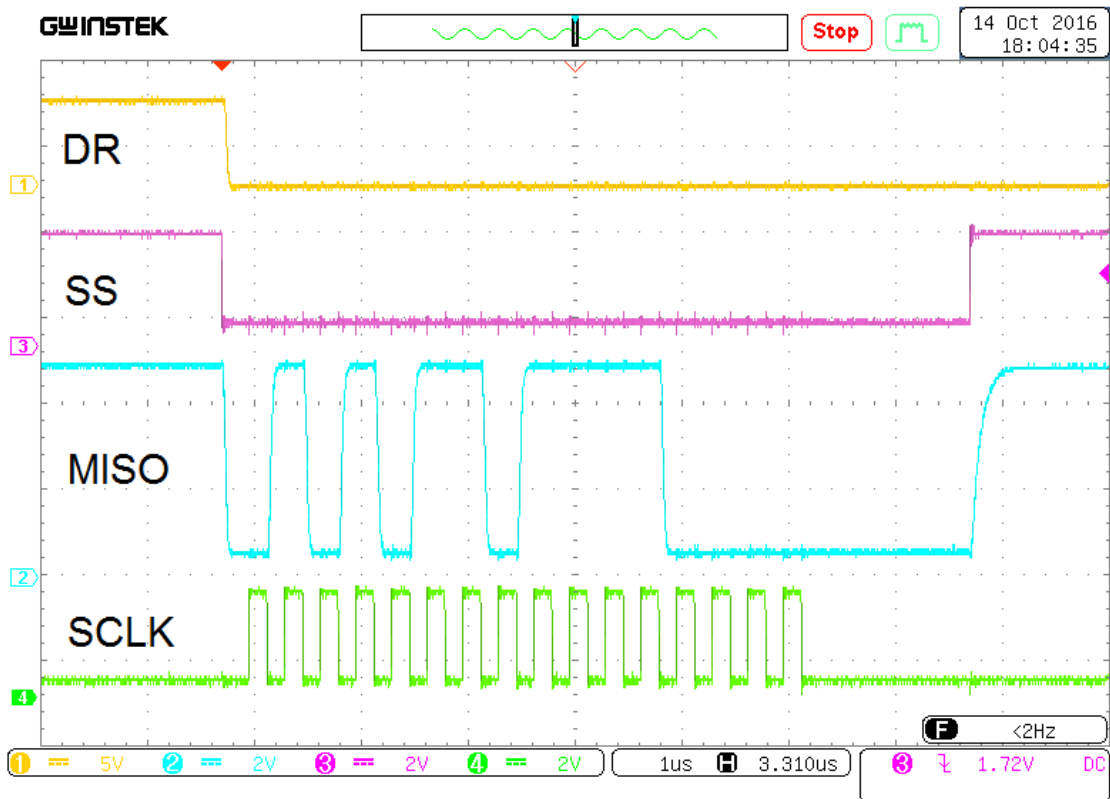 GWINSTEK
Stop
14 Oct 2016
18:04:35
DR
1
SS
3
MISO
2
SCLK
4
F <2Hz
1 5V 2 2V 3 2V 4 2V 1us H 3.310us 3 1.72V DC